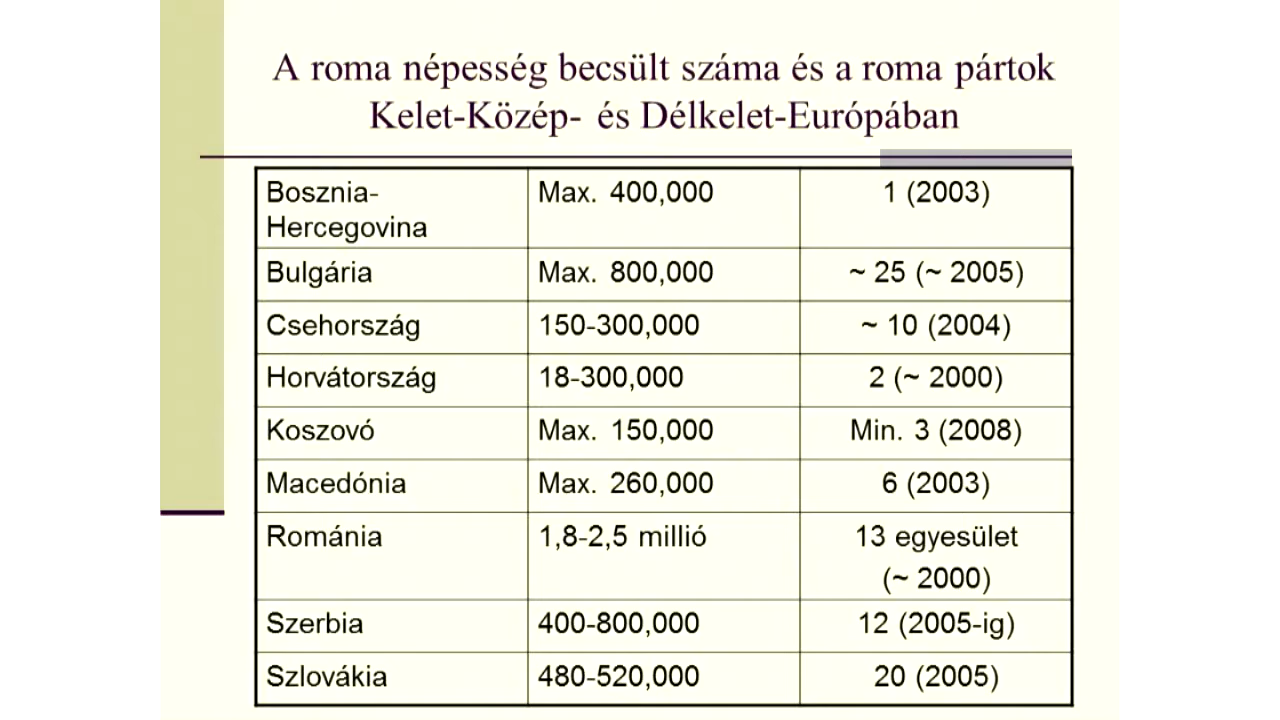 A roma népesség becsült száma és a roma pártok
Kelet-Közép- és Délkelet-Európában
Bosznia-
Hercegovina
Max. 400,000
1 (2003)
Bulgária
Max. 800,000
~ 25 (~ 2005)
Csehország
150-300,000
~ 10 (2004)
Horvátország
18-300,000
2 (~ 2000)
Koszovó
Max. 150,000
Min. 3 (2008)
Macedónia
Max. 260,000
6 (2003)
Románia
1,8-2,5 millió
13 egyesület
(~ 2000)
Szerbia
400-800,000
12 (2005-ig)
Szlovákia
480-520,000
20 (2005)